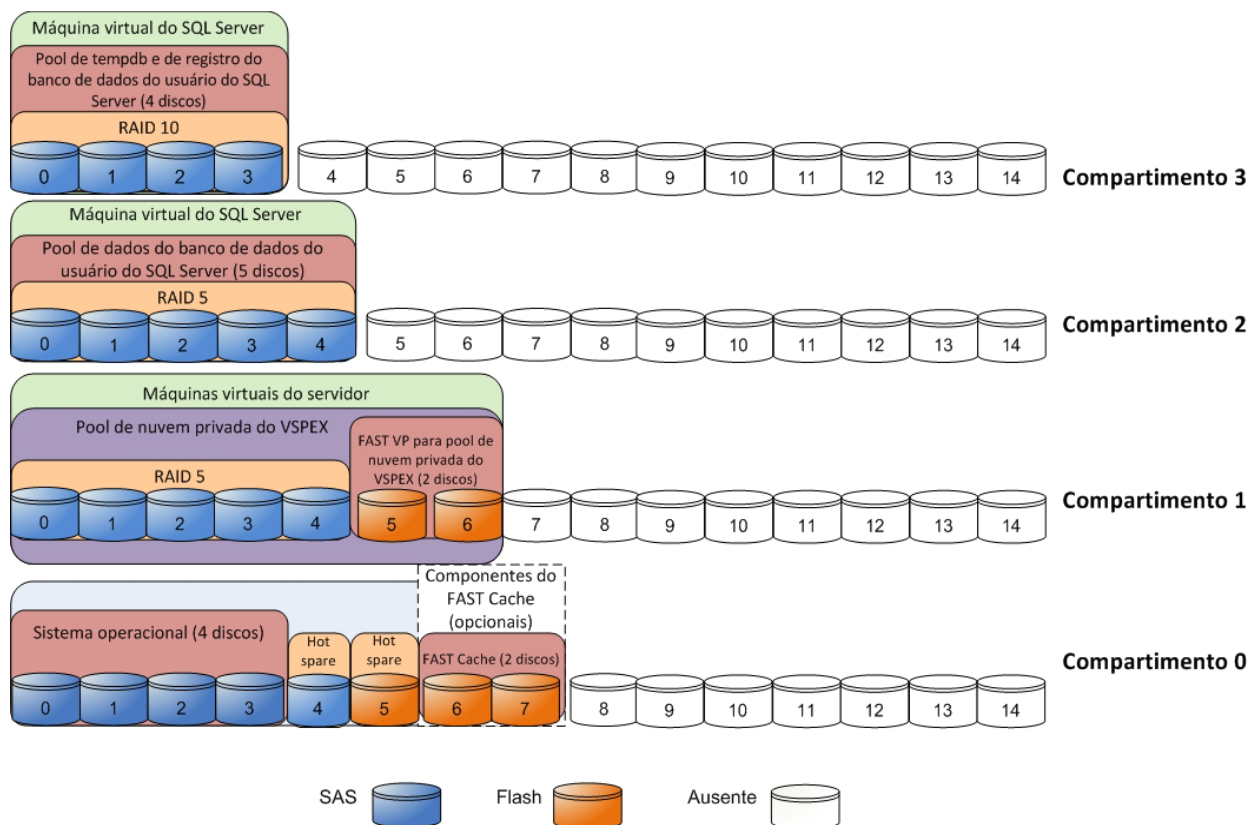 Máquina virtual do SQL Server
Pool de tempdb e de registro do
banco de dados do usuário do SQL
Server (4 discos)
RAID 10
0 1 2 3 4 5 6 7 8 9 10 11 12 13 14
Compartimento 3
Máquina virtual do SQL Server
Pool de dados do banco de dados do
usuário do SQL Server (5 discos)
RAID 5
0 1 2 3 4 5 6 7 8 9 10 11 12 13 14
Compartimento 2
Máquinas virtuais do servidor
Pool de nuvem privada do VSPEX
FAST VP para pool de
nuvem privada do
VSPEX (2 discos)
RAID 5
0 1 2 3 4 5 6 7 8 9 10 11 12 13 14
Compartimento 1
Componentes do
FAST Cache
(opcionais)
Sistema operacional (4 discos)
Hot
spare
Hot
spare
FAST Cache (2 discos)
0 1 2 3 4 5 6 7 8 9 10 11 12 13 14
Compartimento 0
SAS
Flash
Ausente